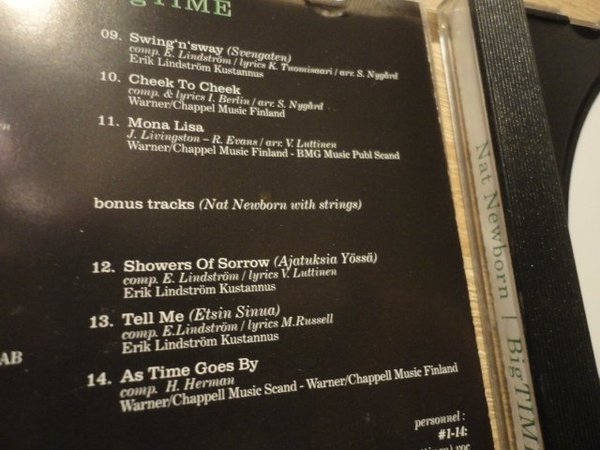 gTIME
09. Swing'n'sway (Svengaten)
comp. E. Lindström / lyrics K. Tuomisaari / arr. S. Nygård
Erik Lindström Kustannus
10. Cheek To Cheek
comp. & lyrics I. Berlin / arr. S. Nygård
Warner/Chappel Music Finland
11. Mona Lisa
J. Livingston – R. Evans / arr. V. Luttinen
Warner/Chappel Music Finland - BMG Music Publ Scand
bonus tracks (Nat Newborn with strings)
12. Showers Of Sorrow (Ajatuksia Yössä)
comp. E. Lindström / lyrics V. Luttinen
Erik Lindström Kustannus
13. Tell Me (Etsin Sinua)
comp. E.Lindström / lyrics M.Russell
Erik Lindström Kustannus
14. As Time Goes By
comp. H. Herman
Warner/Chappell Music Scand - Warner/Chappell Music Finland
personnel :
#1-14:
AB
Nat Newborn | BigTIME